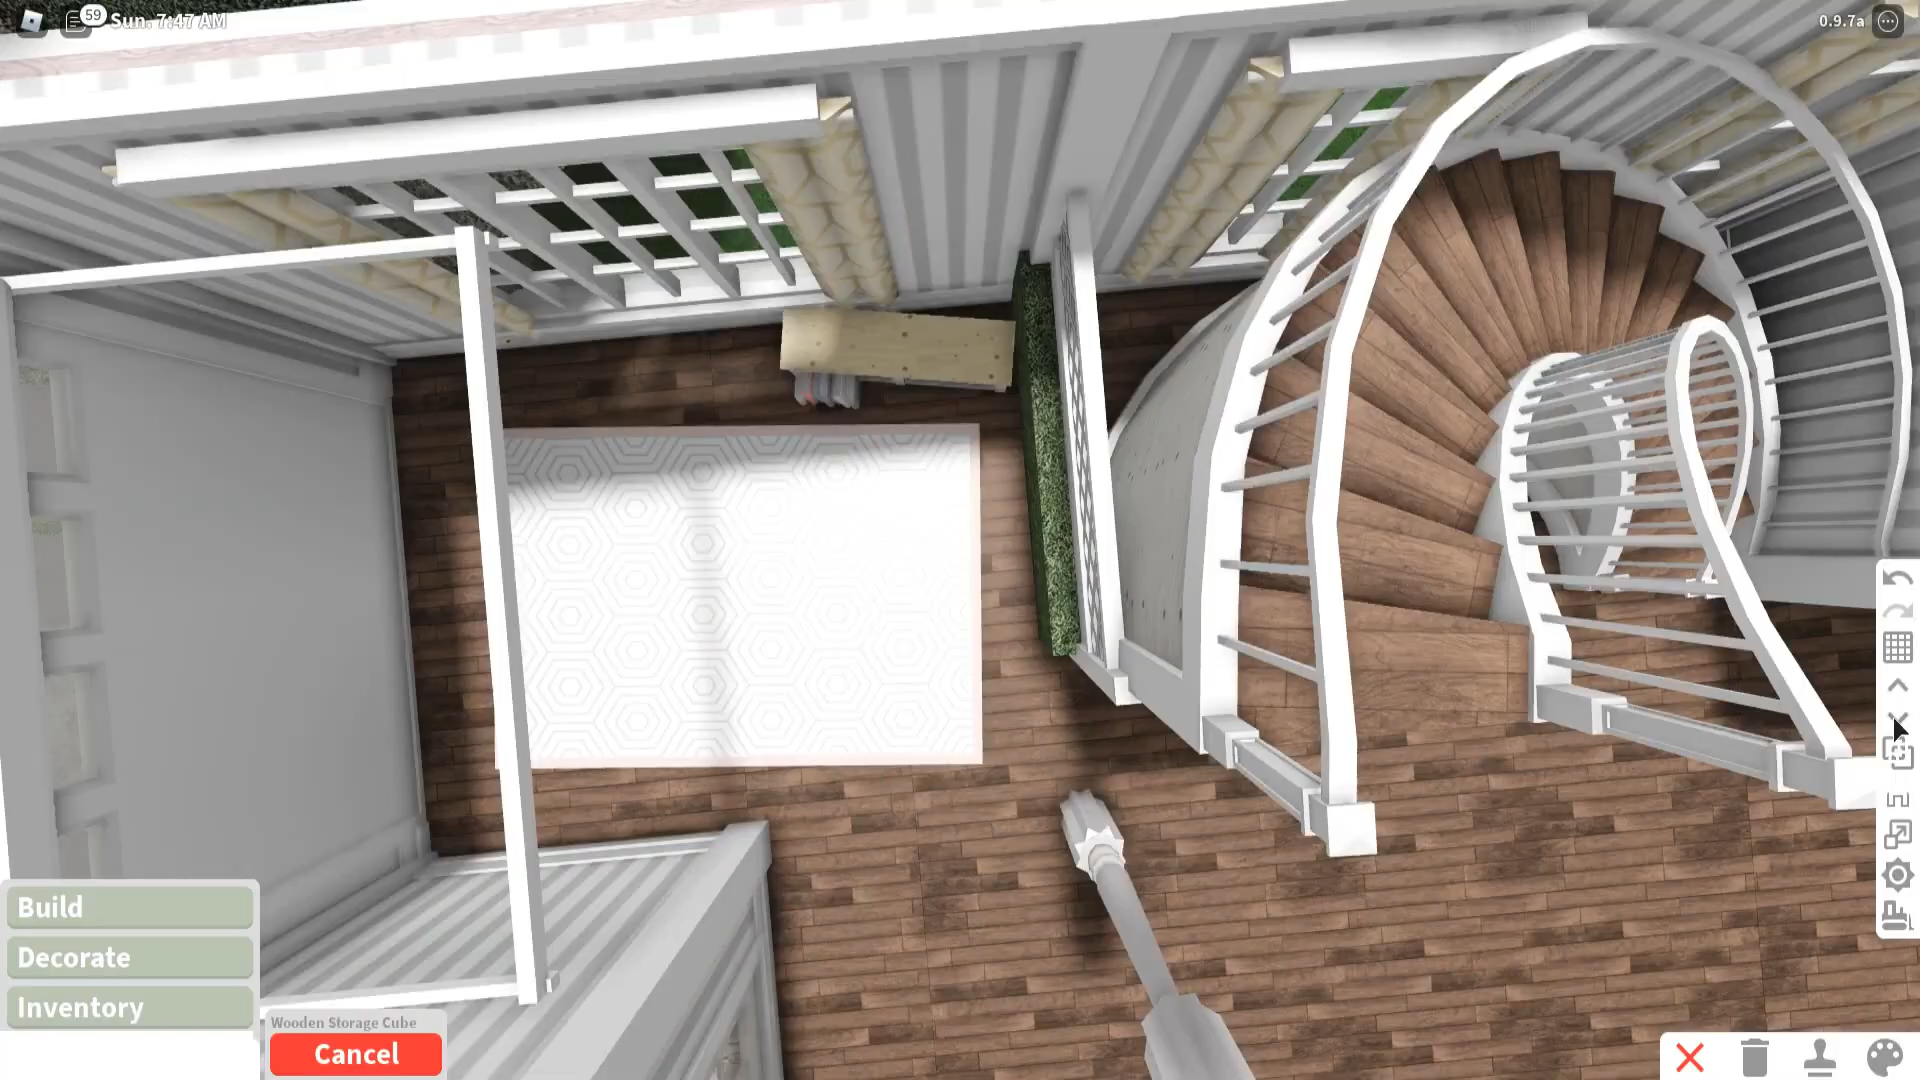 59 Sun. 7:47 AM
0.9.7a
Build
Decorate
Inventory
Wooden Storage Cube
Cancel